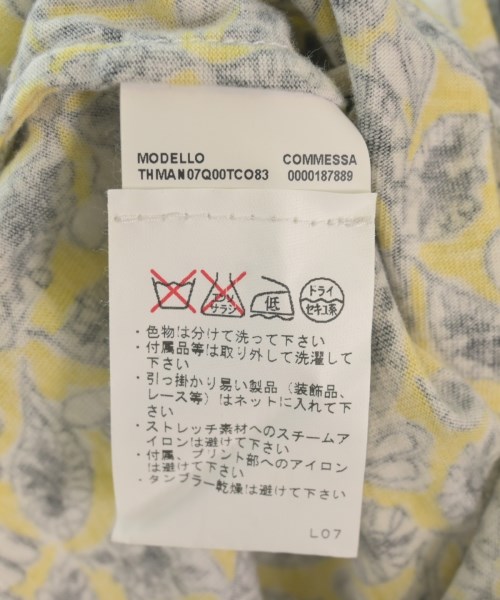 MODELLO COMMESSA
THMAN07Q00TCO83 0000187889
エンソ サラシ
低
ドライ
セキユ系
・色物は分けて洗って下さい
・付属品等は取り外して洗濯して
下さい
・引っ掛かり易い製品（装飾品、
レース等）はネットに入れて下
さい
・ストレッチ素材へのスチームア
イロンは避けて下さい
・付属、プリント部へのアイロン
は避けて下さい
・タンブラー乾燥は避けて下さい
L07